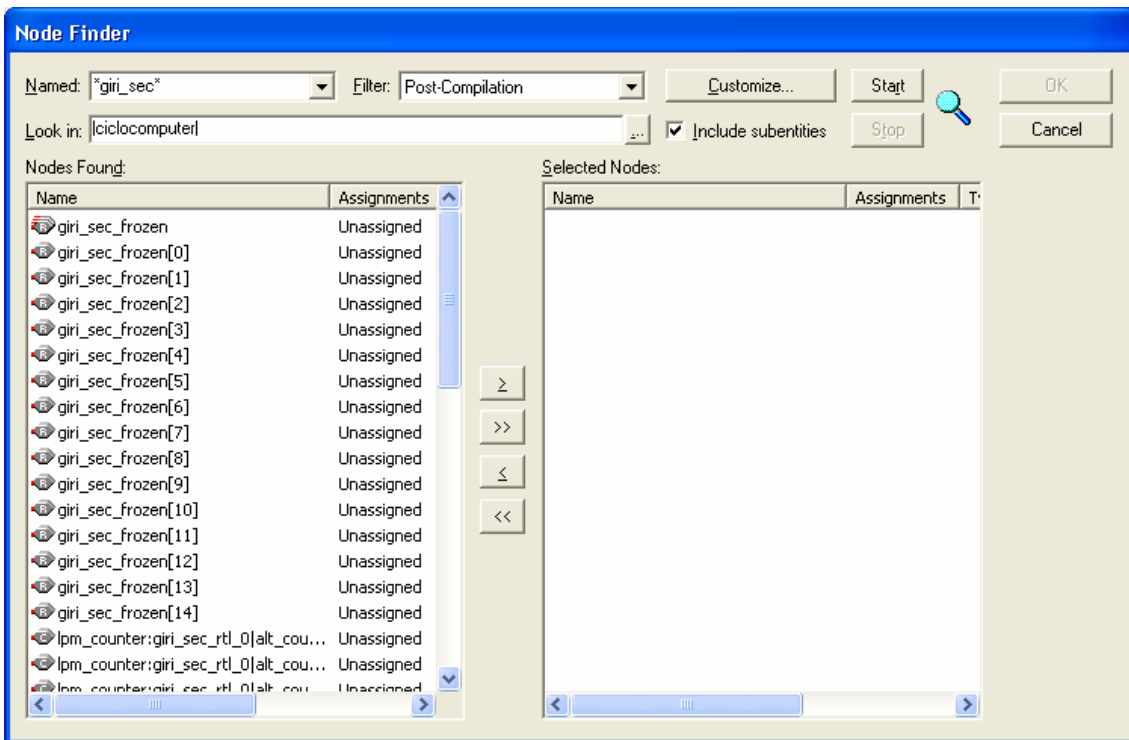 Node Finder
Named: *giri_sec* Filter: Post-Compilation Customize... Start OK
Look in: |ciclocomputer| ... Include subentities Stop Cancel
Nodes Found: Selected Nodes:
Name Assignments Name Assignments
giri_sec_frozen Unassigned
giri_sec_frozen[0] Unassigned
giri_sec_frozen[1] Unassigned
giri_sec_frozen[2] Unassigned
giri_sec_frozen[3] Unassigned
giri_sec_frozen[4] Unassigned
giri_sec_frozen[5] Unassigned
giri_sec_frozen[6] Unassigned
giri_sec_frozen[7] Unassigned
giri_sec_frozen[8] Unassigned
giri_sec_frozen[9] Unassigned
giri_sec_frozen[10] Unassigned
giri_sec_frozen[11] Unassigned
giri_sec_frozen[12] Unassigned
giri_sec_frozen[13] Unassigned
giri_sec_frozen[14] Unassigned
lpm_counter:giri_sec_rtl_0|alt_cou... Unassigned
lpm_counter:giri_sec_rtl_0|alt_cou... Unassigned
lpm_counter:giri_sec_rtl_0|alt_cou Unassigned
>
>>
<
<<